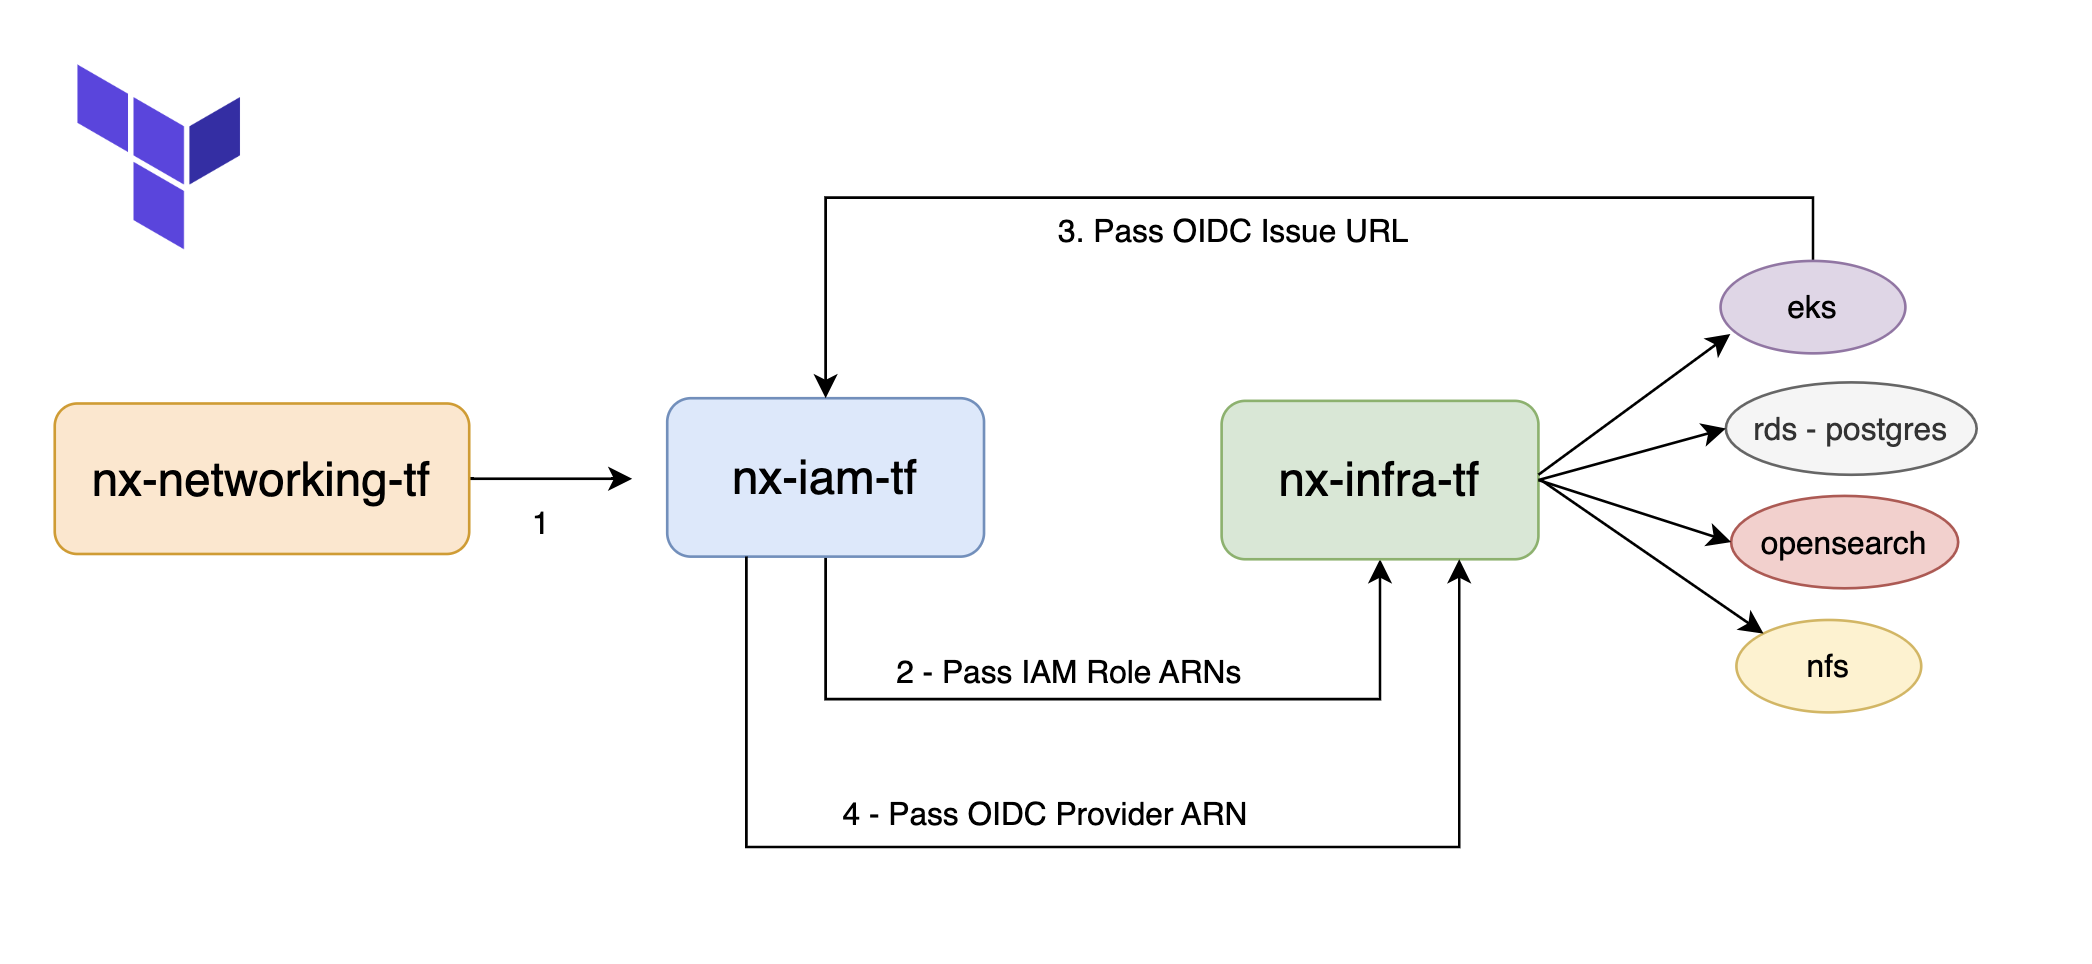 3. Pass OIDC Issue URL
eks
rds - postgres
nx-networking-tf
nx-iam-tf
nx-infra-tf
1
opensearch
nfs
2 - Pass IAM Role ARNs
4 - Pass OIDC Provider ARN